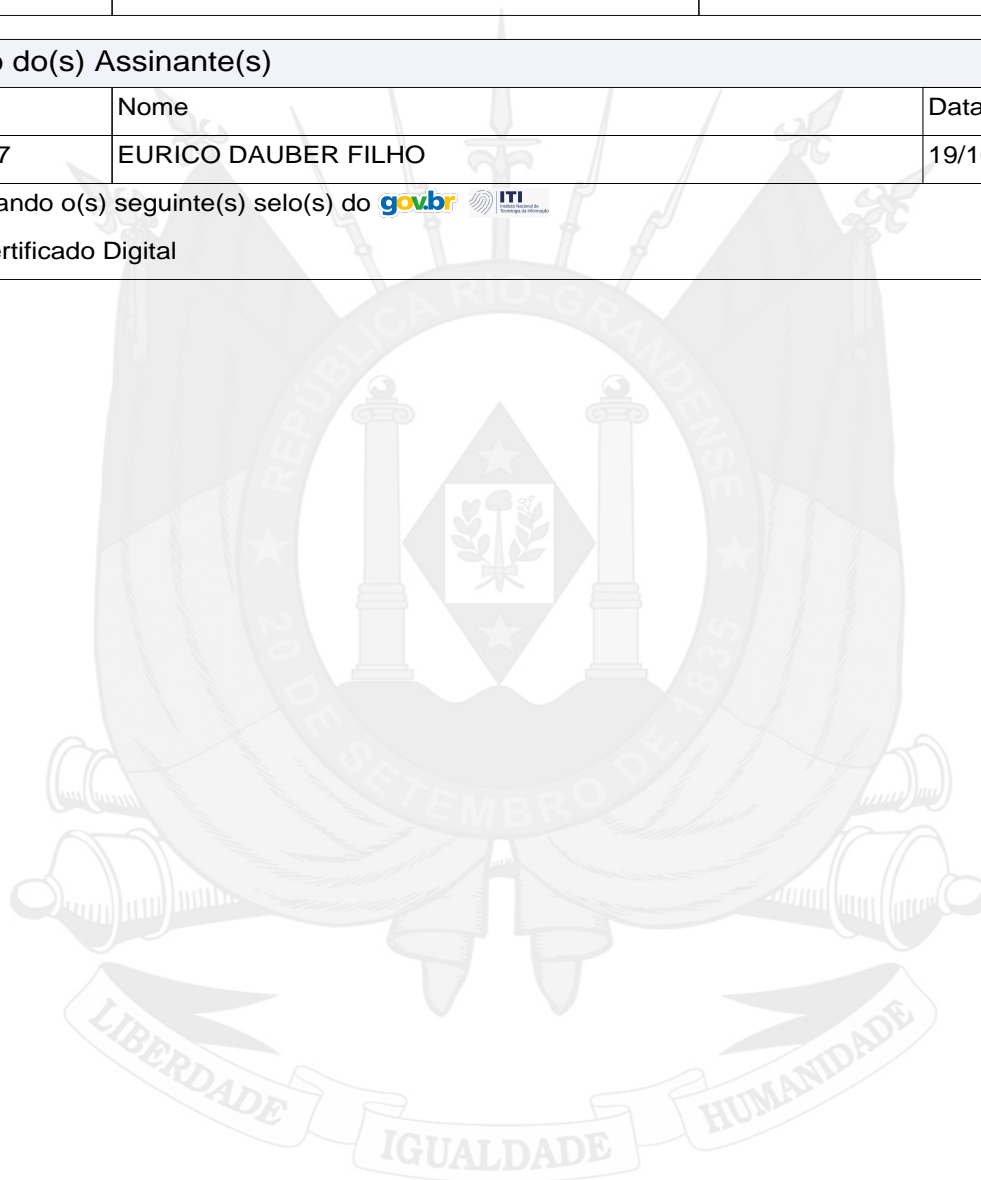 o do(s) Assinante(s)
Nome Data
7 EURICO DAUBER FILHO 19/1
ando o(s) seguinte(s) selo(s) do gov.br ITI
rtificado Digital
REPÚBLICA RIO-GRANDENSE
20 DE SETEMBRO DE 1835
LIBERDADE IGUALDADE HUMANIDADE